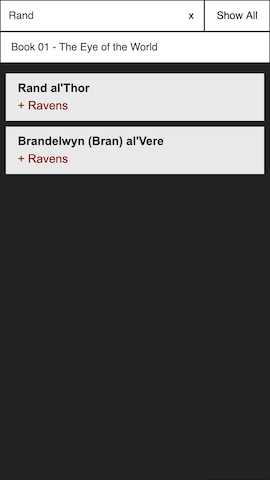 Rand x Show All
Book 01 - The Eye of the World
Rand al'Thor
+ Ravens
Brandelwyn (Bran) al'Vere
+ Ravens